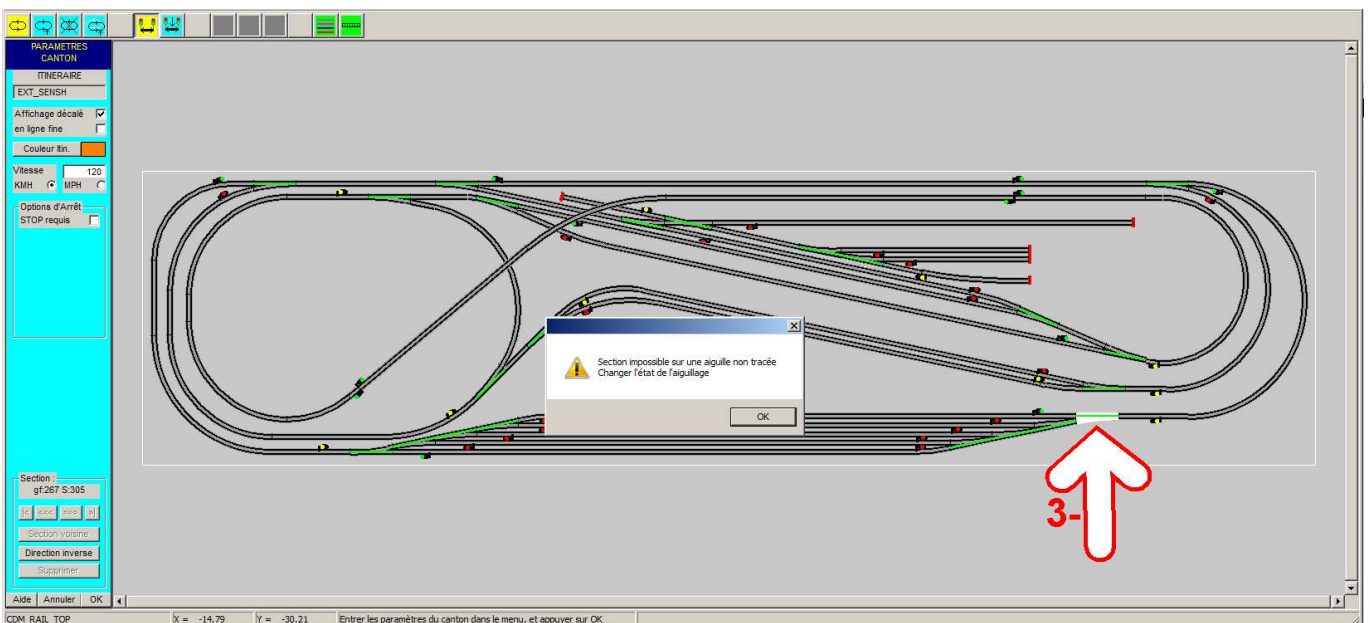 PARAMETRES
CANTON
ITINERAIRE
EXT_SENSH
Affichage décalé
en ligne fine
Couleur Itin.
Vitesse 120
KMH MPH
Options d'Arrêt
STOP requis
Section impossible sur une aiguille non tracée
Changer l'état de l'aiguillage
OK
3-
Section :
gf:267 S:305
|< <<< >>> >|
Section voisine
Direction inverse
Supprimer
Aide Annuler OK
CDM RAIL TOP X = -14.79 Y = -30.21 Entrer les paramètres du canton dans le menu, et appuyer sur OK